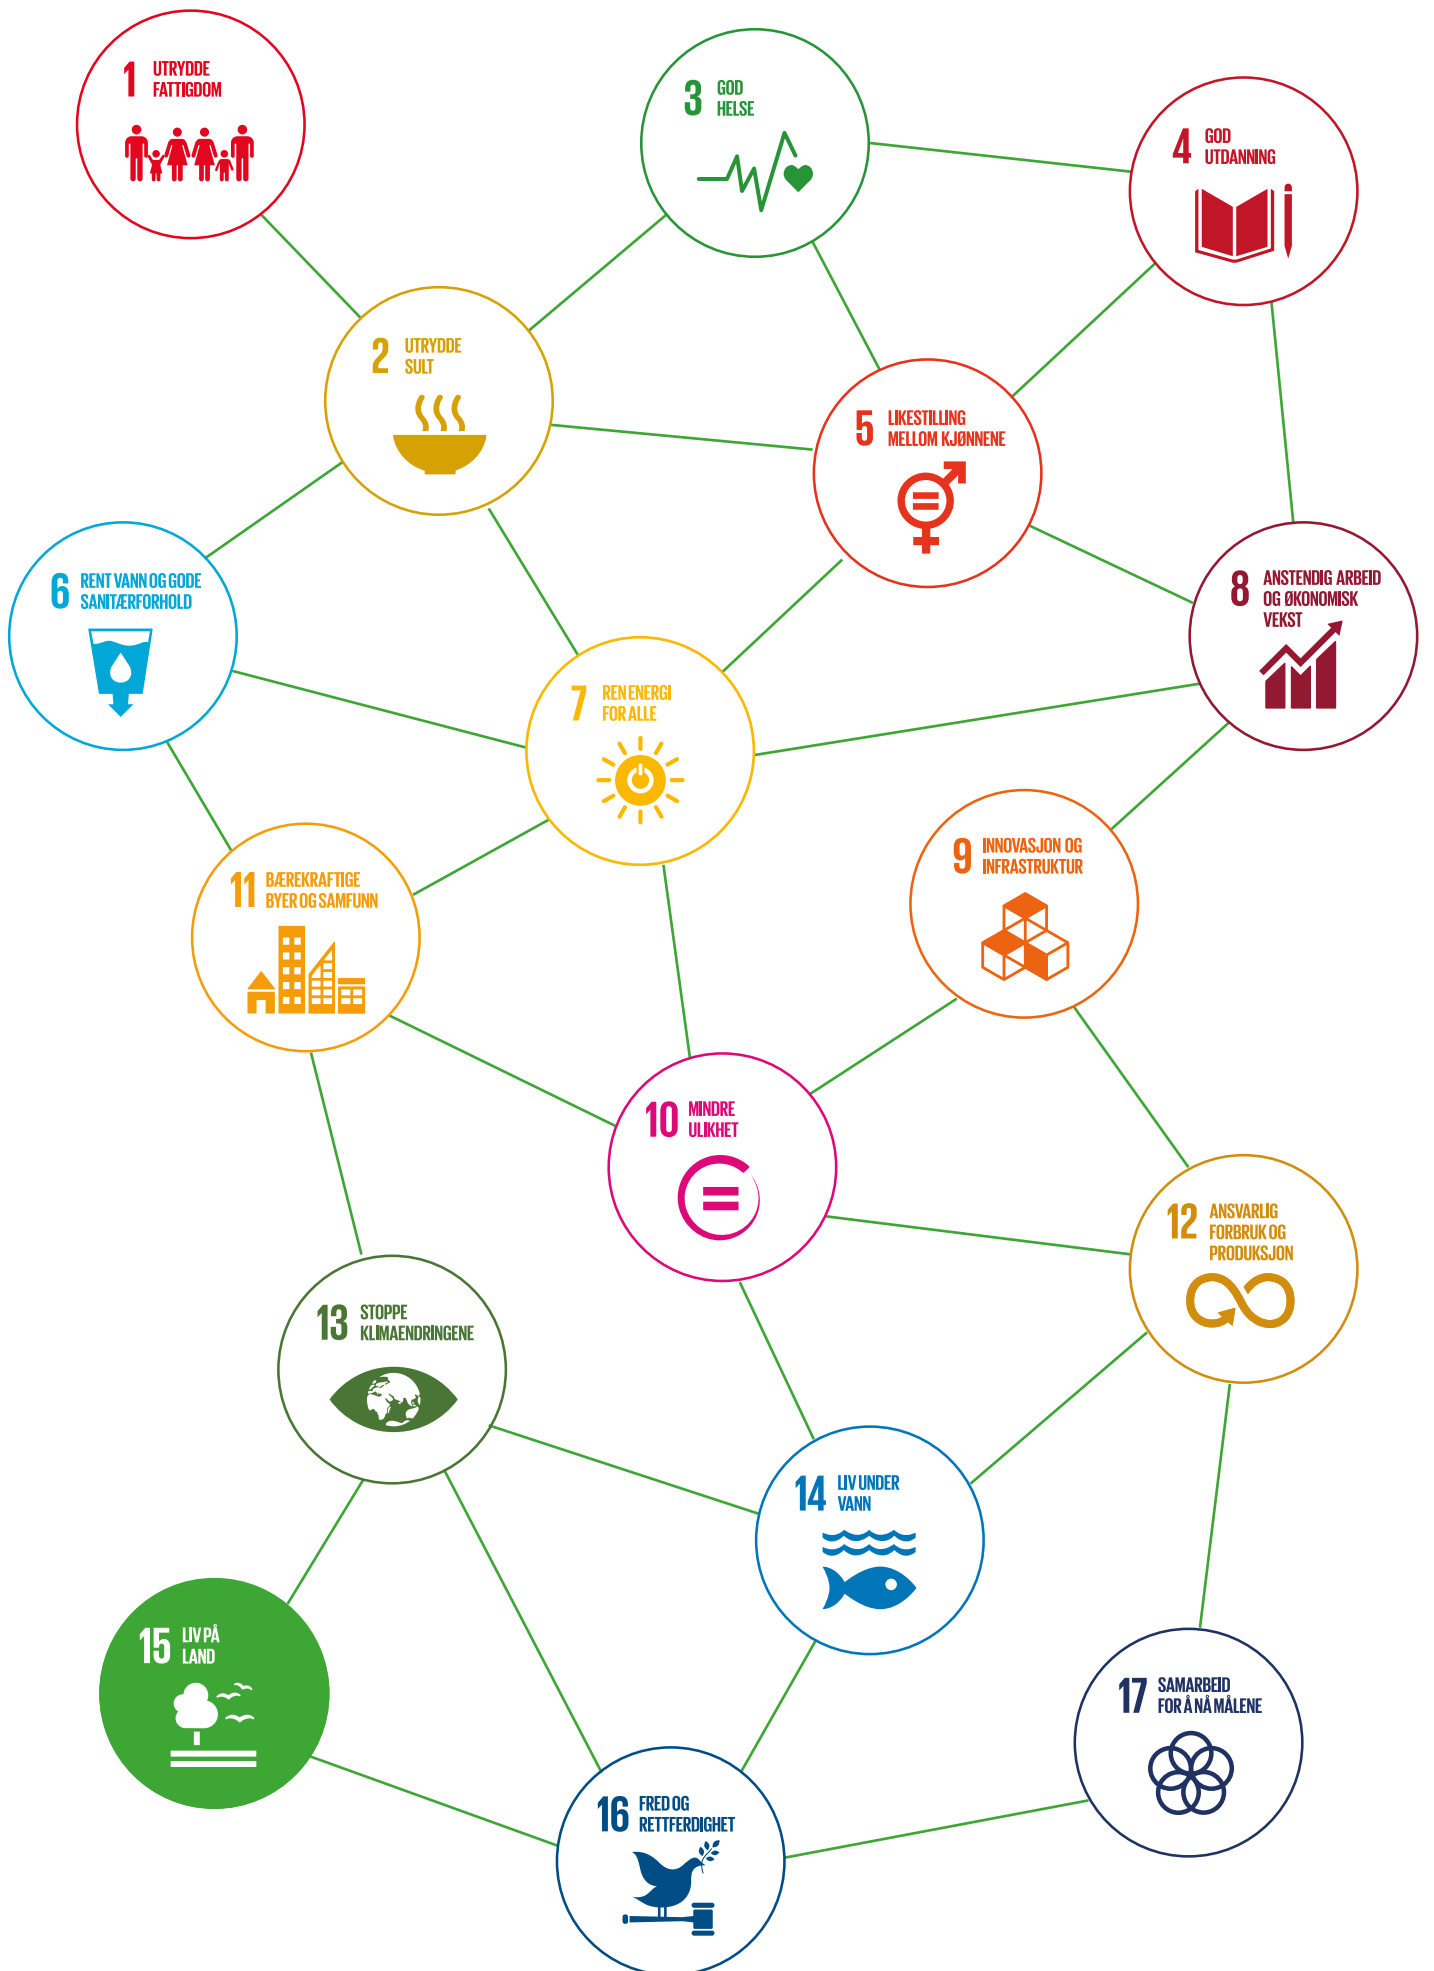 1 UTRYDDE
FATTIGDOM
3 GOD
HELSE
4 GOD
UTDANNING
2 UTRYDDE
SULT
5 LIKESTILLING
MELLOM KJØNNENE
6 RENT VANN OG GODE
SANITÆRFORHOLD
8 ANSTENDIG ARBEID
OG ØKONOMISK
VEKST
7 REN ENERGI
FOR ALLE
9 INNOVASJON OG
INFRASTRUKTUR
11 BÆREKRAFTIGE
BYER OG SAMFUNN
10 MINDRE
ULIKHET
12 ANSVARLIG
FORBRUK OG
PRODUKSJON
13 STOPPE
KLIMAENDRINGENE
14 LIV UNDER
VANN
15 LIV PÅ
LAND
17 SAMARBEID
FOR Å NÅ MÅLENE
16 FRED OG
RETTFERDIGHET